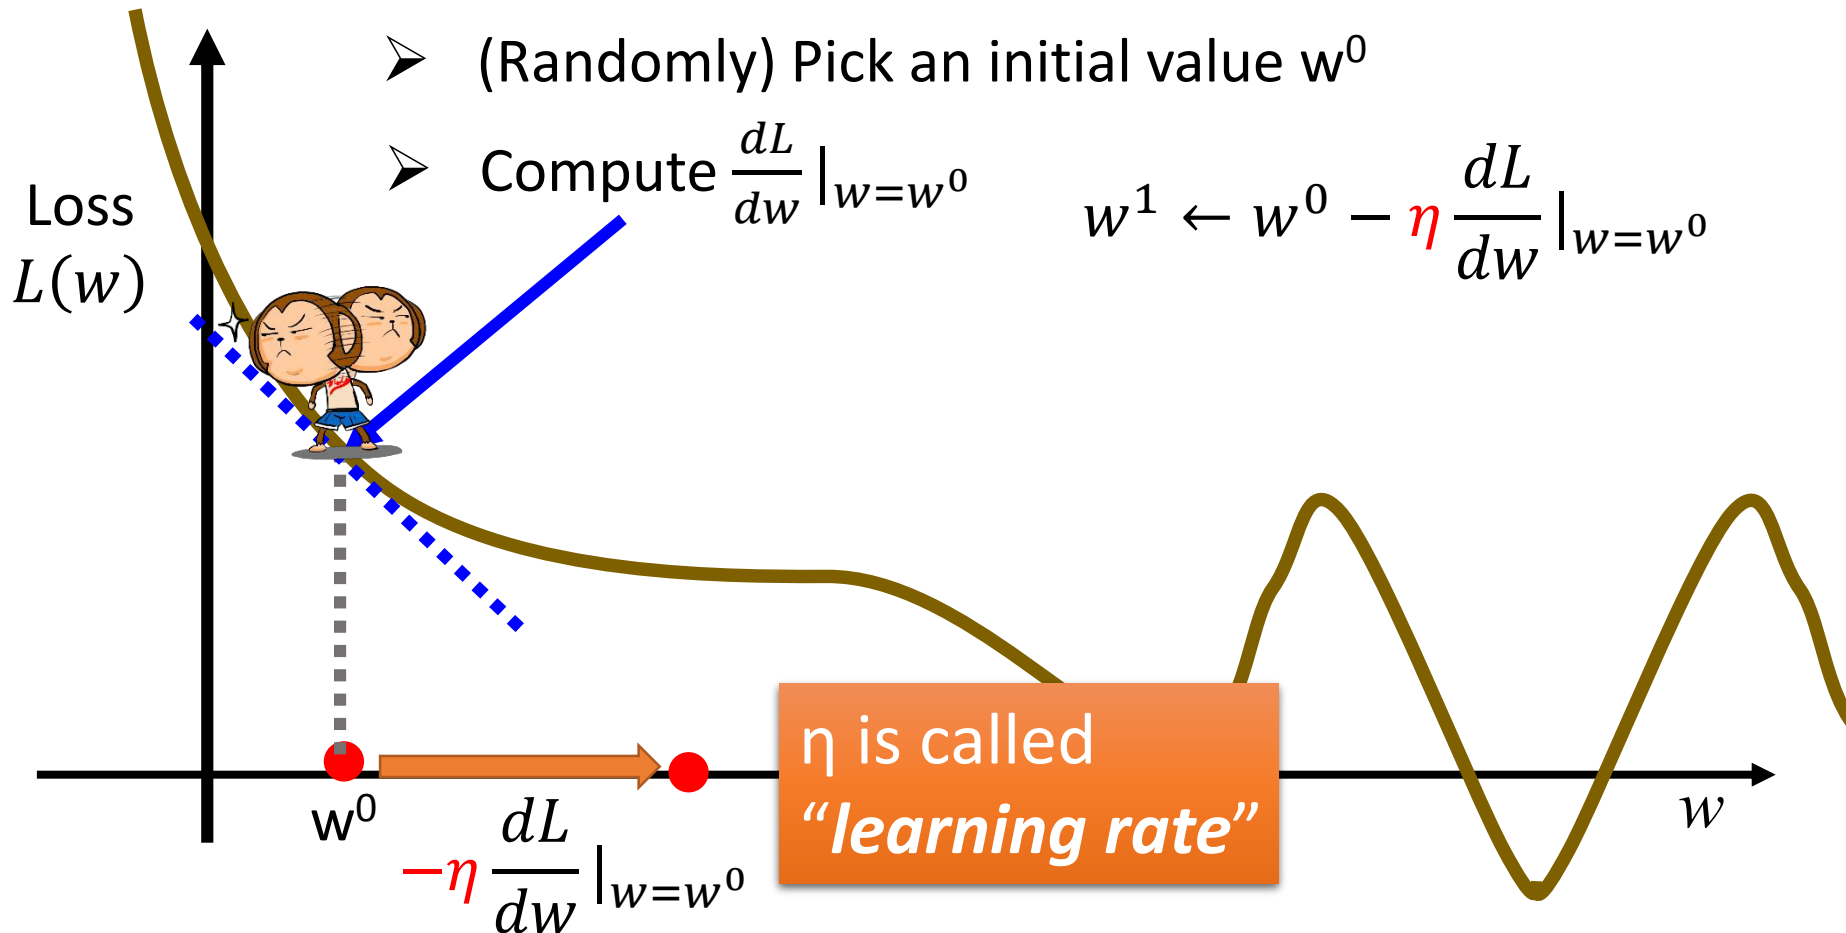 ➢ (Randomly) Pick an initial value w⁰
➢ Compute dL/dw |w=w⁰
w¹ ← w⁰ − η dL/dw |w=w⁰
Loss
L(w)
w⁰
−η dL/dw |w=w⁰
η is called
“learning rate”
w